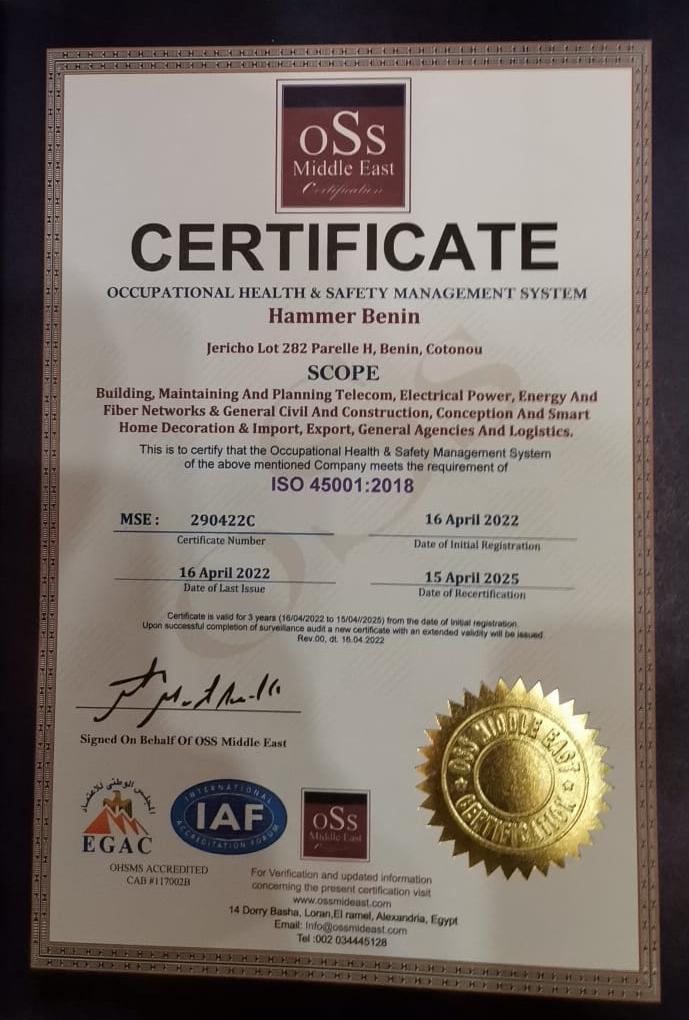 oSs
Middle East
Certification
CERTIFICATE
OCCUPATIONAL HEALTH & SAFETY MANAGEMENT SYSTEM
Hammer Benin
Jericho Lot 282 Parelle H, Benin, Cotonou
SCOPE
Building, Maintaining And Planning Telecom, Electrical Power, Energy And
Fiber Networks & General Civil And Construction, Conception And Smart
Home Decoration & Import, Export, General Agencies And Logistics.
This is to certify that the Occupational Health & Safety Management System
of the above mentioned Company meets the requirement of
ISO 45001:2018
MSE: 290422C
Certificate Number
16 April 2022
Date of Initial Registration
16 April 2022
Date of Last Issue
15 April 2025
Date of Recertification
Certificate is valid for 3 years (16/04/2022 to 15/04//2025) from the date of Initial registration.
Upon successful completion of surveillance audit a new certificate with an extended validity will be issued.
Rev.00, dt. 16.04.2022
Signed On Behalf Of OSS Middle East
OSS MIDDLE EAST
CERTIFICATION
المجلس الوطني للاعتماد
EGAC
OHSMS ACCREDITED
CAB #117002B
INTERNATIONAL
IAF
ACCREDITATION FORUM
oSs
Middle East
For Verification and updated information
concerning the present certification visit
www.ossmideast.com
14 Dorry Basha, Loran,El ramel, Alexandria, Egypt
Email: Info@ossmideast.com
Tel :002 034445128